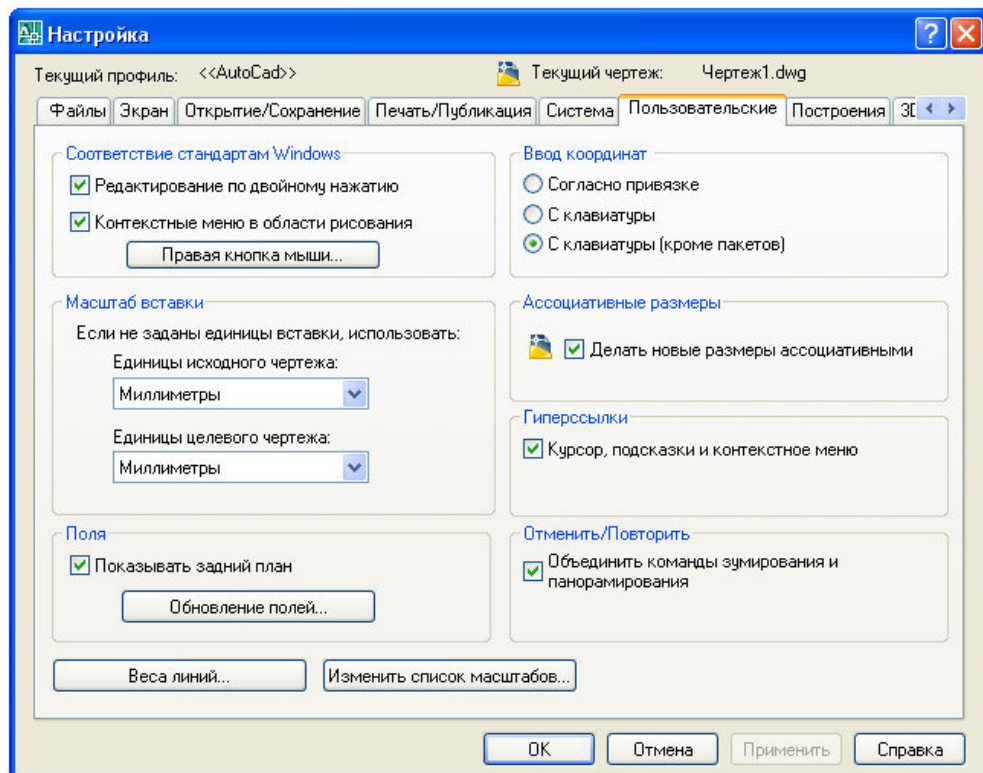 Настройка
Текущий профиль: <<AutoCad>> Текущий чертеж: Чертеж1.dwg
Файлы Экран Открытие/Сохранение Печать/Публикация Система Пользовательские Построения 3D
Соответствие стандартам Windows
Редактирование по двойному нажатию
Контекстные меню в области рисования
Правая кнопка мыши...
Ввод координат
Согласно привязке
С клавиатуры
С клавиатуры (кроме пакетов)
Масштаб вставки
Если не заданы единицы вставки, использовать:
Единицы исходного чертежа:
Миллиметры
Единицы целевого чертежа:
Миллиметры
Ассоциативные размеры
Делать новые размеры ассоциативными
Гиперссылки
Курсор, подсказки и контекстное меню
Поля
Показывать задний план
Обновление полей...
Отменить/Повторить
Объединить команды зумирования и
панорамирования
Веса линий... Изменить список масштабов...
OK Отмена Применить Справка